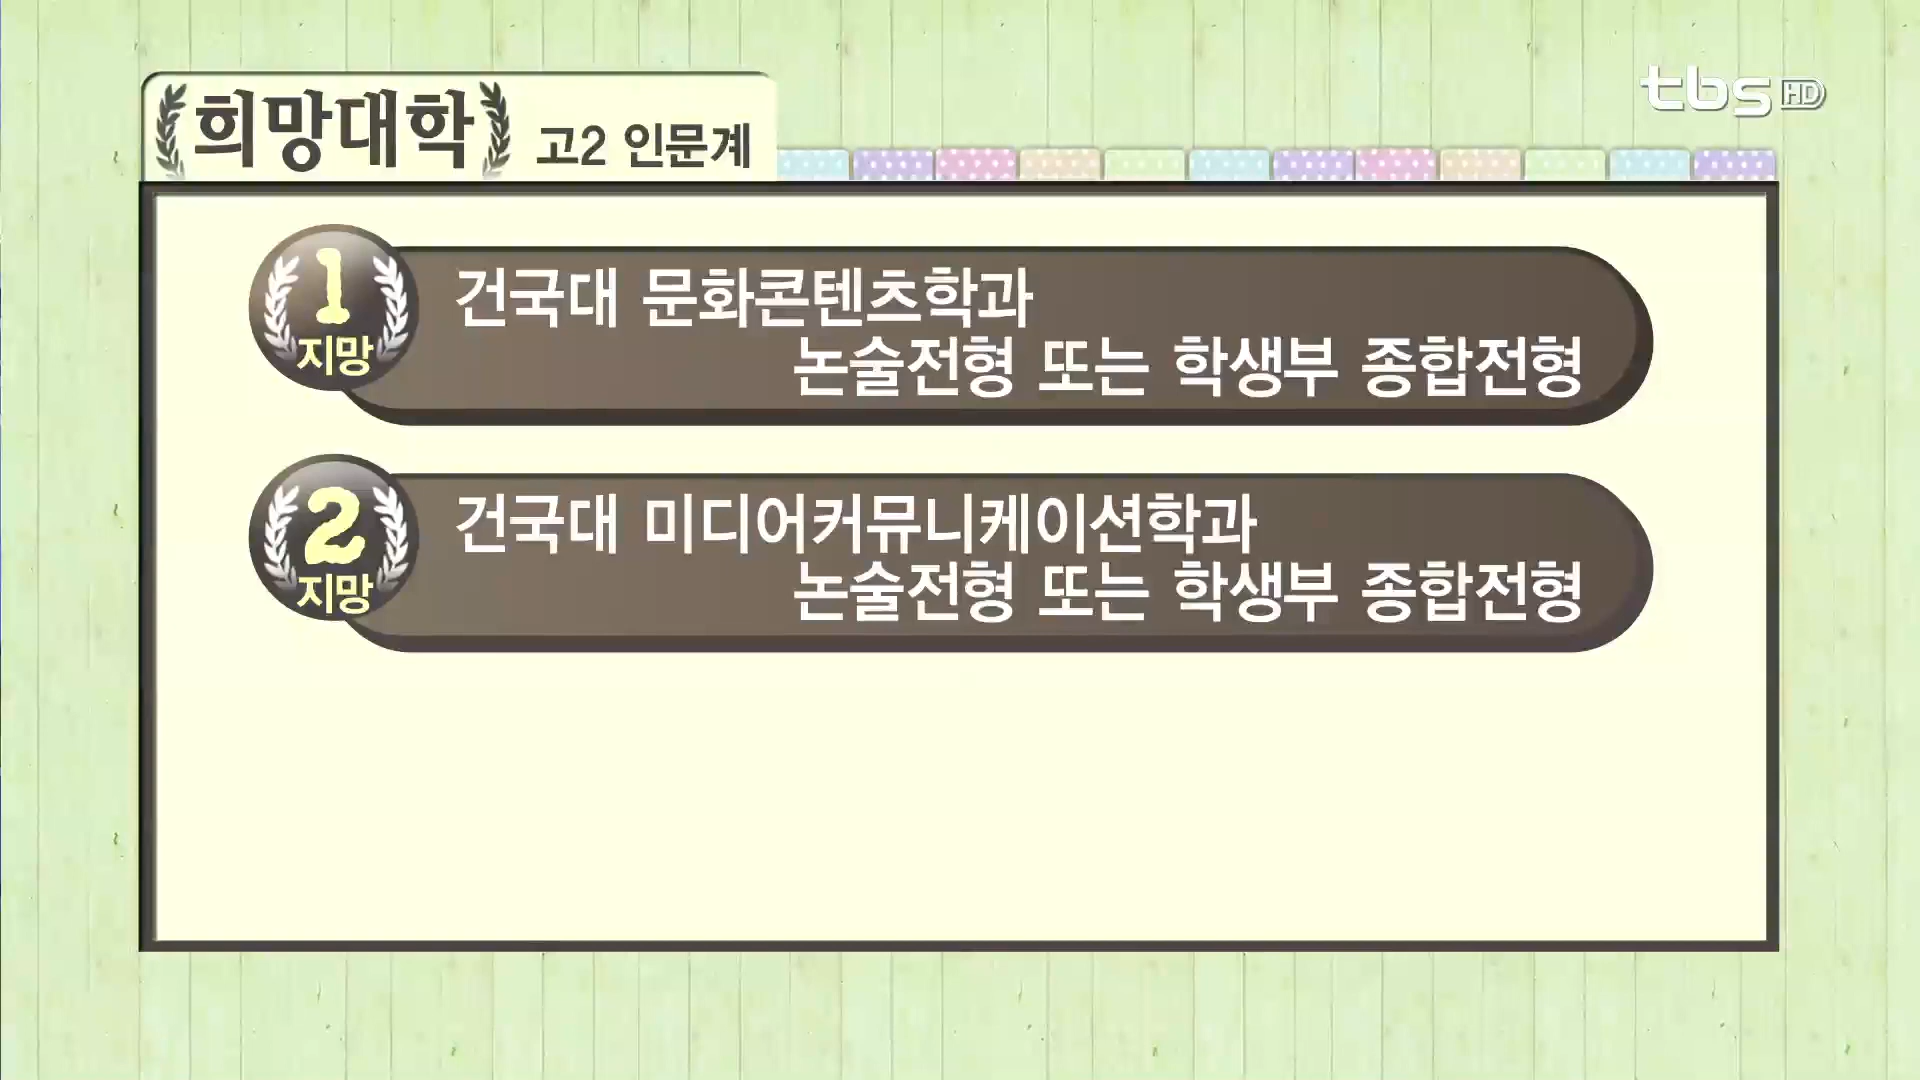 희망대학 고2 인문계
tbs HD
1지망
건국대 문화콘텐츠학과
논술전형 또는 학생부 종합전형
2지망
건국대 미디어커뮤니케이션학과
논술전형 또는 학생부 종합전형